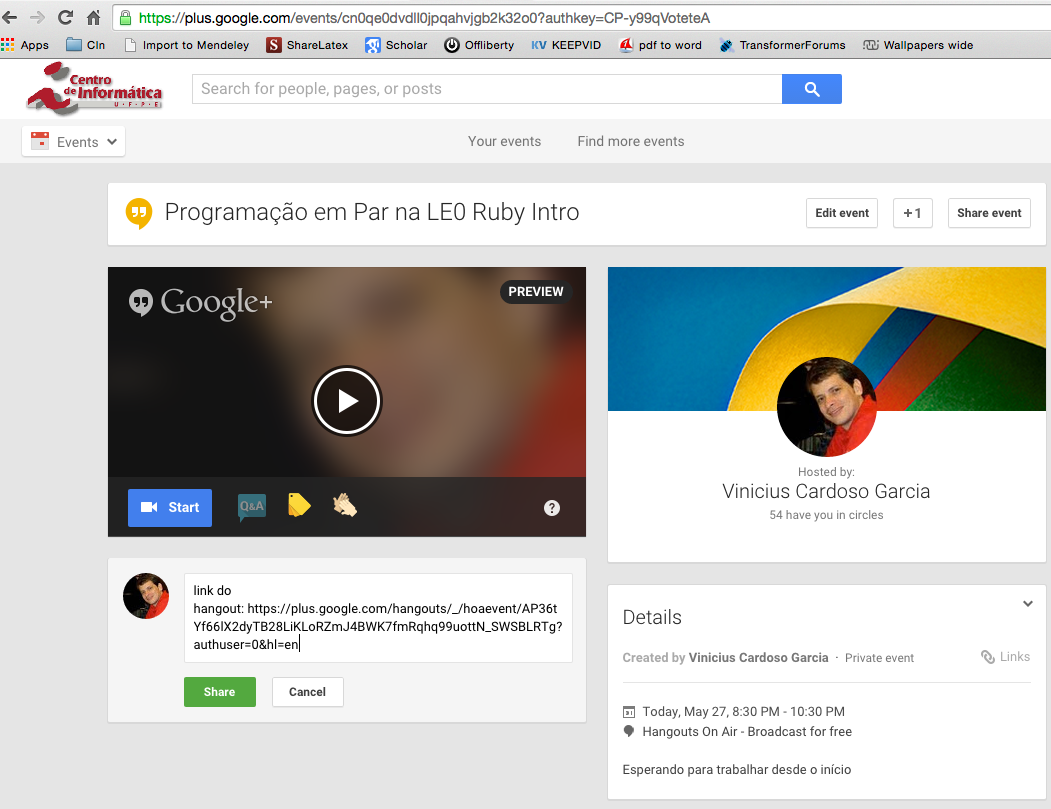 https://plus.google.com/events/cn0qe0dvdll0jpqahvjgb2k32o0?authkey=CP-y99qVoteteA
Apps CIn Import to Mendeley ShareLatex Scholar Offliberty KV KEEPVID pdf to word TransformerForums Wallpapers wide
Centro
de Informática
U F P E
Search for people, pages, or posts
Events
Your events Find more events
Programação em Par na LE0 Ruby Intro
Edit event +1 Share event
Google+
PREVIEW
Start Q&A ?
link do
hangout: https://plus.google.com/hangouts/_/hoaevent/AP36t
Yf66lX2dyTB28LiKLoRZmJ4BWK7fmRqhq99uottN_SWSBLRTg?
authuser=0&hl=en
Share Cancel
Hosted by:
Vinicius Cardoso Garcia
54 have you in circles
Details
Created by Vinicius Cardoso Garcia · Private event Links
31 Today, May 27, 8:30 PM - 10:30 PM
Hangouts On Air - Broadcast for free
Esperando para trabalhar desde o início